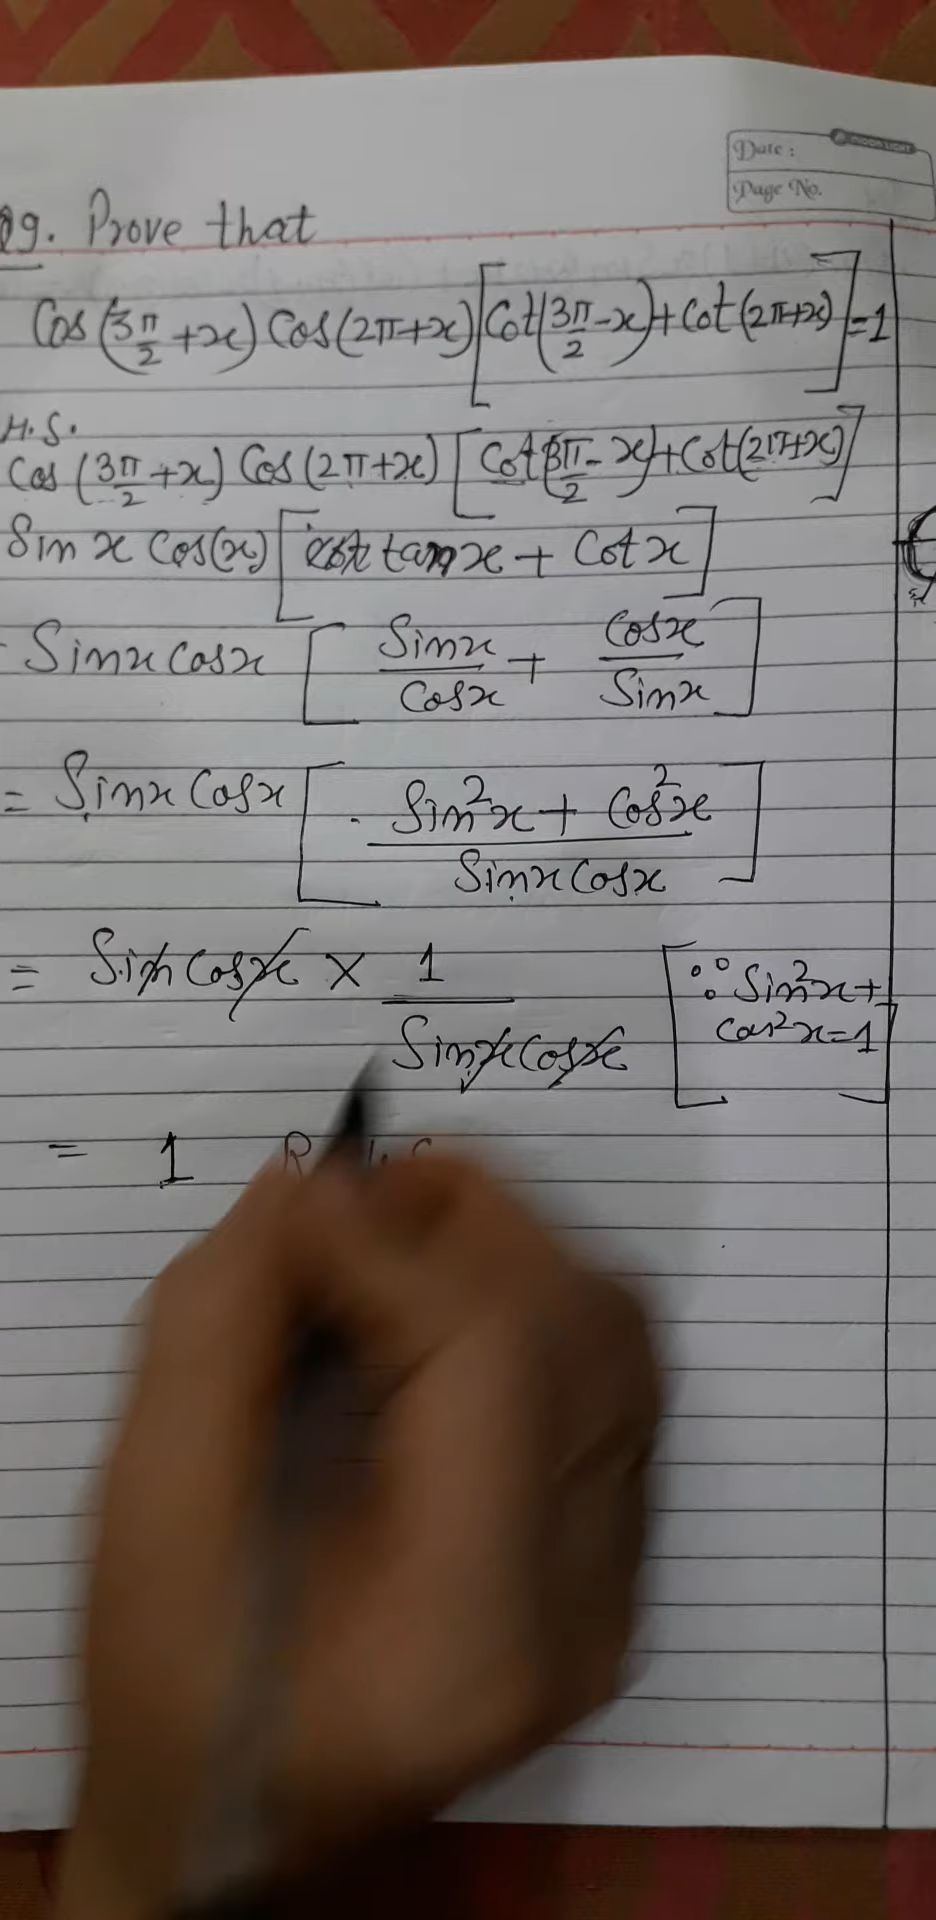 MOONLIGHT
Date :
Page No.
Q9. Prove that
Cos(3π/2 +x) Cos(2π+x)[Cot(3π/2 -x)+Cot(2π+x)]=1
H.S.
Cos (3π/2 +x) Cos (2π+x) [Cot(3π/2 - x)+Cot(2π+x)]
Sin x Cos(x) [tan x + Cot x]
Sinx Cosx [Sinx/Cosx + Cosx/Sinx]
= Sinx Cosx [Sin²x + Cos²x / Sinx Cosx]
= Sinx Cosx × 1/Sinx Cosx [∵ Sin²x + Cos²x=1]
= 1